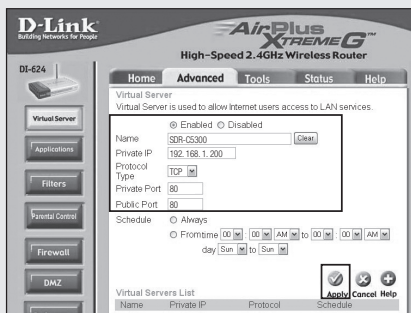 D-Link
Building Networks for People
AirPlus
XTREME G™
High-Speed 2.4GHz Wireless Router
DI-624
Home Advanced Tools Status Help
Virtual Server
Virtual Server is used to allow Internet users access to LAN services.
Enabled Disabled
Name SDR-C5300 Clear
Private IP 192.168.1.200
Protocol Type TCP
Private Port 80
Public Port 80
Schedule Always
From time 00 : 00 AM to 00 : 00 AM
day Sun to Sun
Apply Cancel Help
Virtual Servers List
Name Private IP Protocol Schedule
Virtual Server
Applications
Filters
Parental Control
Firewall
DMZ